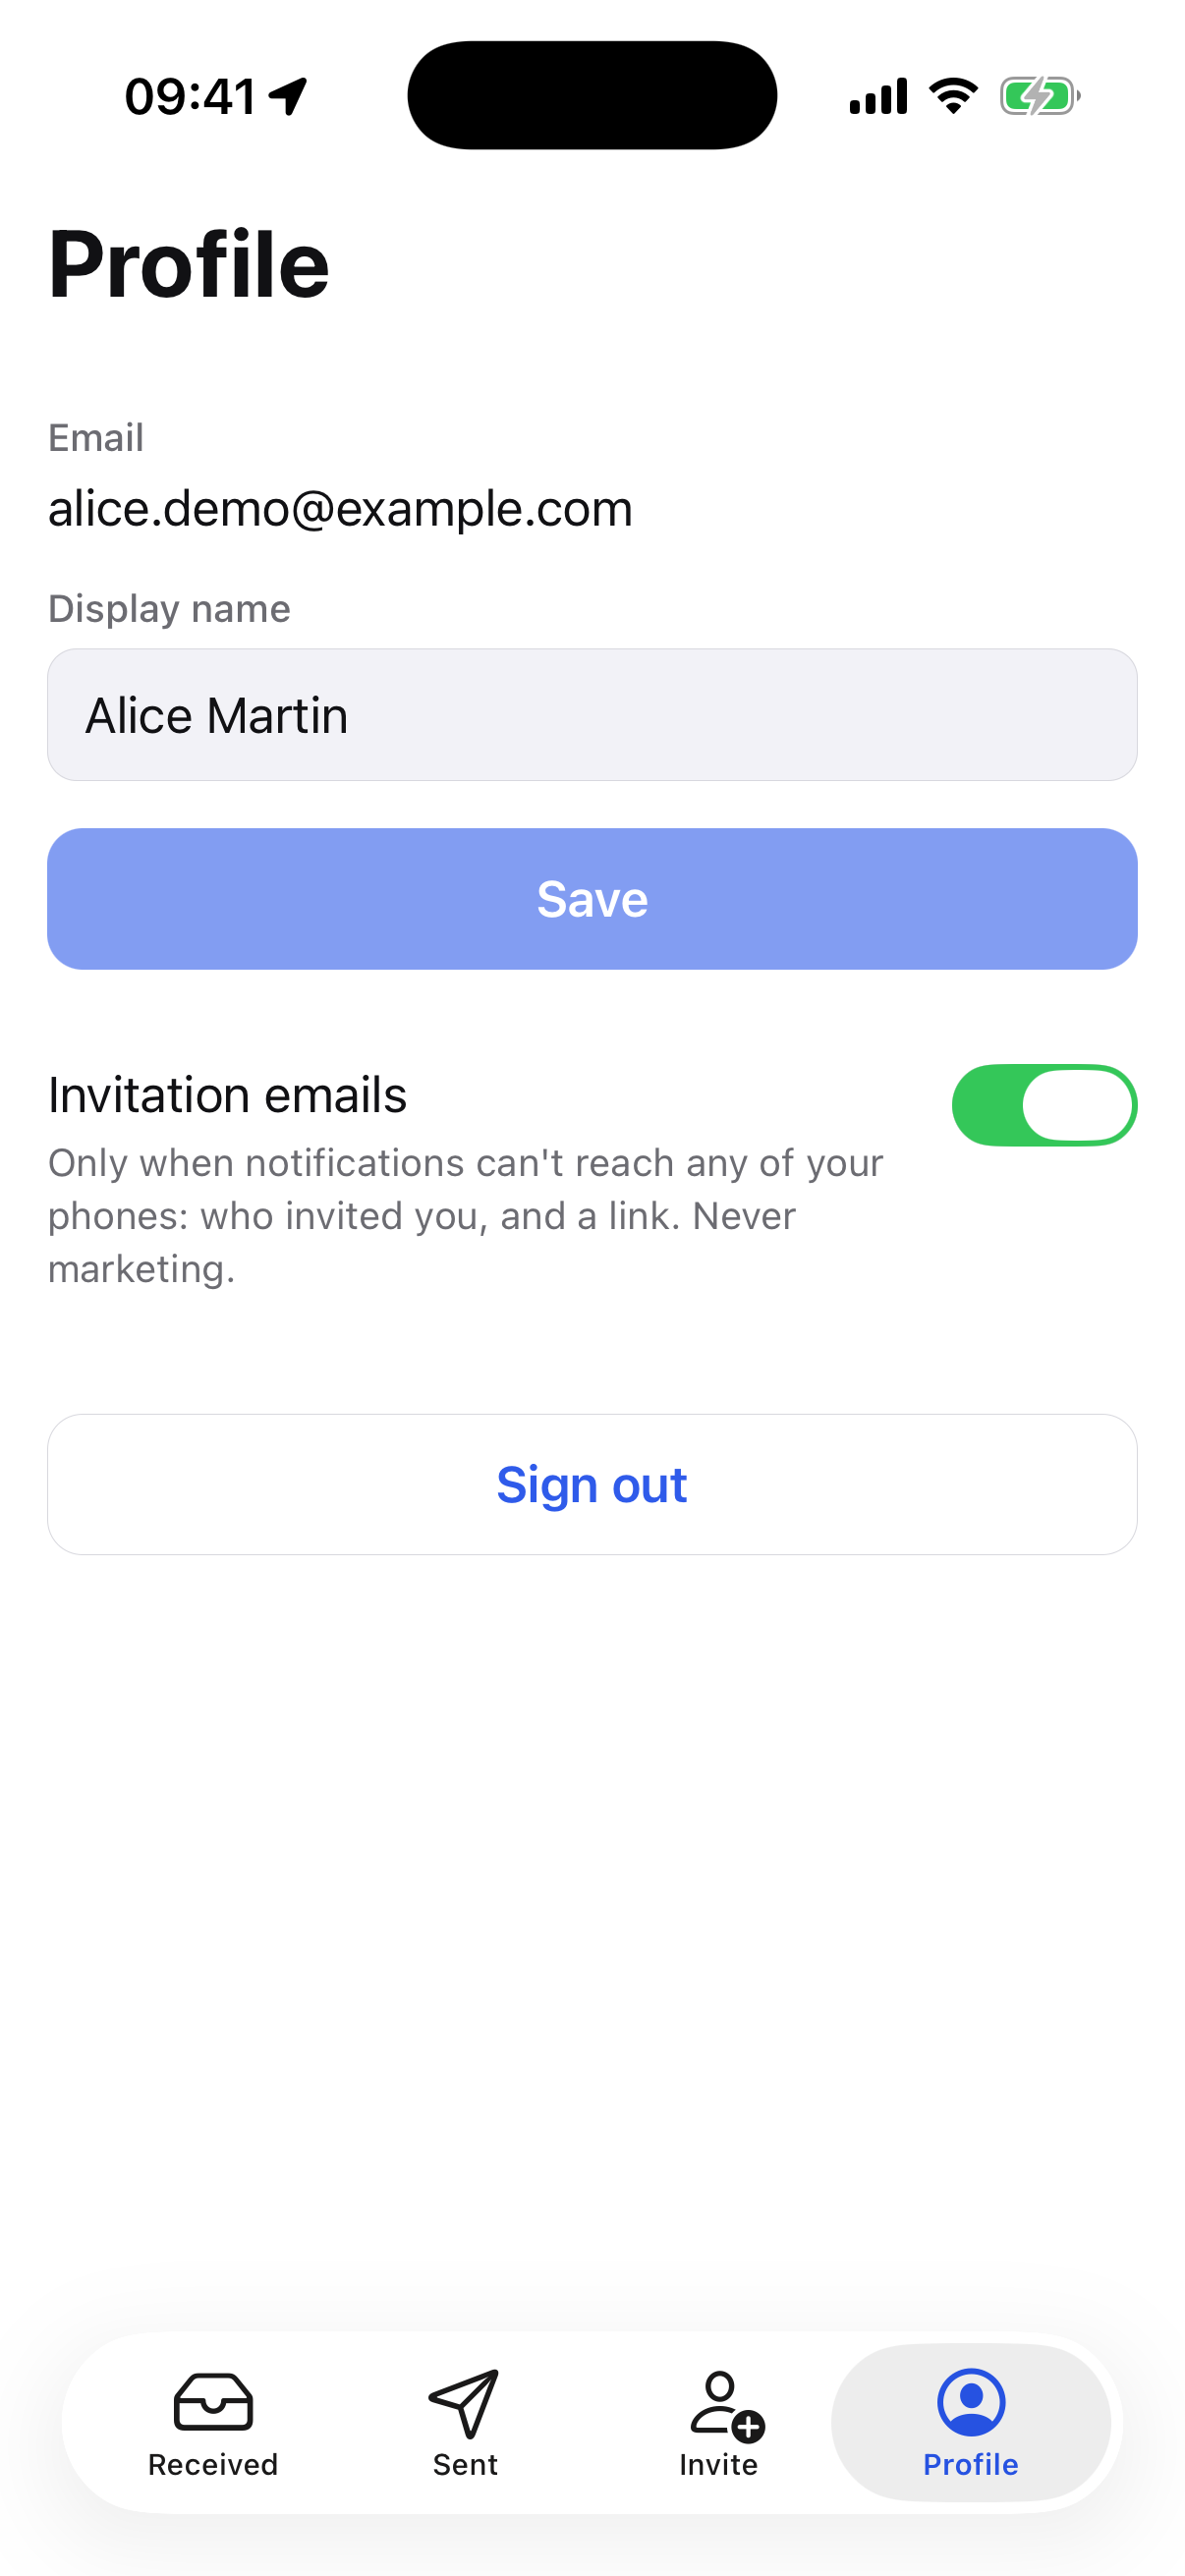 09:41
Profile
Email
alice.demo@example.com
Display name
Alice Martin
Save
Invitation emails
Only when notifications can't reach any of your
phones: who invited you, and a link. Never
marketing.
Sign out
Received
Sent
Invite
Profile